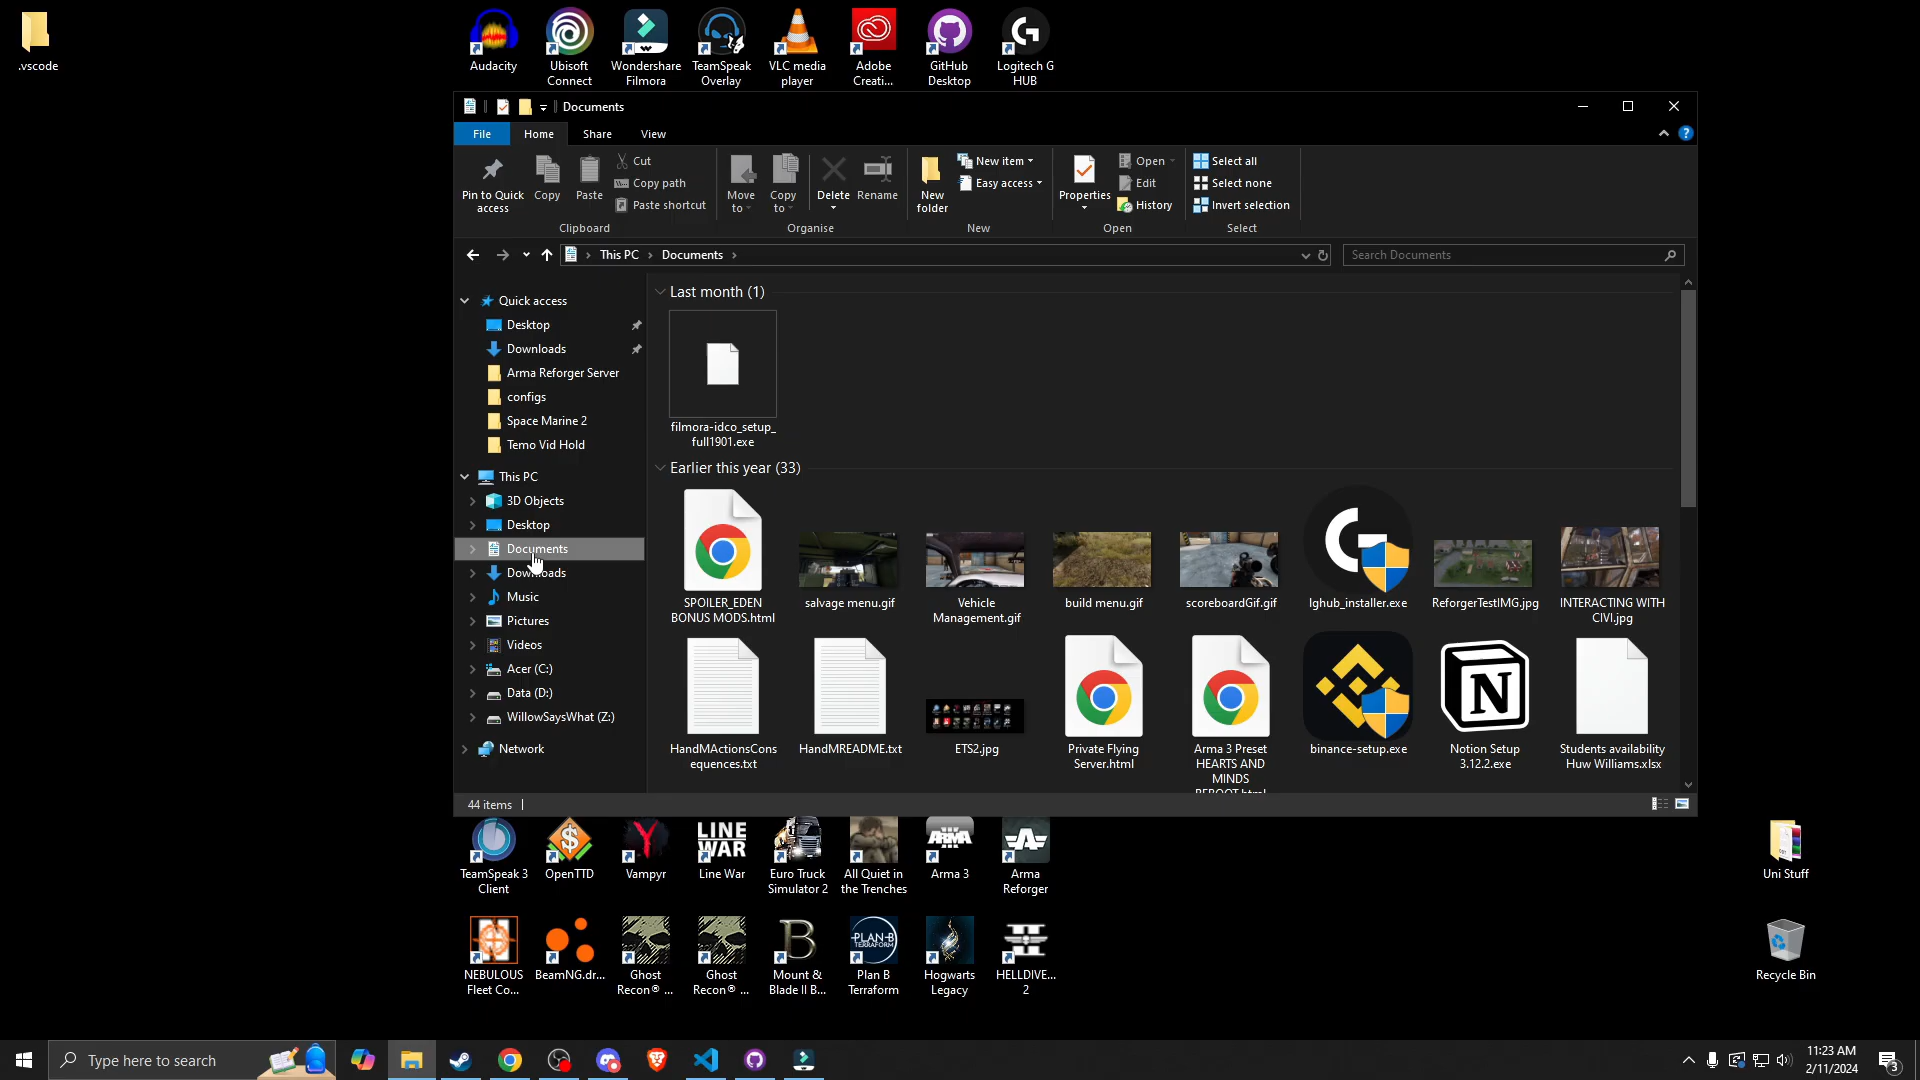 .vscode
Audacity
Ubisoft
Connect
Wondershare
Filmora
TeamSpeak
Overlay
VLC media
player
Adobe
Creati...
GitHub
Desktop
Logitech G
HUB
Documents
File
Home
Share
View
Pin to Quick
access
Copy
Paste
Cut
Copy path
Paste shortcut
Clipboard
Move
to
Copy
to
Delete
Rename
Organise
New
folder
New item
Easy access
New
Properties
Open
Edit
History
Open
Select all
Select none
Invert selection
Select
This PC
Documents
Search Documents
Quick access
Desktop
Downloads
Arma Reforger Server
configs
Space Marine 2
Temo Vid Hold
This PC
3D Objects
Desktop
Documents
Downloads
Music
Pictures
Videos
Acer (C:)
Data (D:)
WillowSaysWhat (Z:)
Network
Last month (1)
filmora-idco_setup_
full1901.exe
Earlier this year (33)
SPOILER_EDEN
BONUS MODS.html
salvage menu.gif
Vehicle
Management.gif
build menu.gif
scoreboardGif.gif
lghub_installer.exe
ReforgerTestIMG.jpg
INTERACTING WITH
CIVI.jpg
HandMActionsCons
equences.txt
HandMREADME.txt
ETS2.jpg
Private Flying
Server.html
Arma 3 Preset
HEARTS AND
MINDS
REBOOT.html
binance-setup.exe
Notion Setup
3.12.2.exe
Students availability
Huw Williams.xlsx
44 items
TeamSpeak 3
Client
OpenTTD
Vampyr
LINE
WAR
Line War
Euro Truck
Simulator 2
All Quiet in
the Trenches
ARMA
Arma 3
Arma
Reforger
Uni Stuff
NEBULOUS
Fleet Co...
BeamNG.dr...
Ghost
Recon® ...
Ghost
Recon® ...
Mount &
Blade II B...
PLAN-B
TERRAFORM
Plan B
Terraform
Hogwarts
Legacy
HELLDIVE...
2
Recycle Bin
Type here to search
11:23 AM
2/11/2024
3